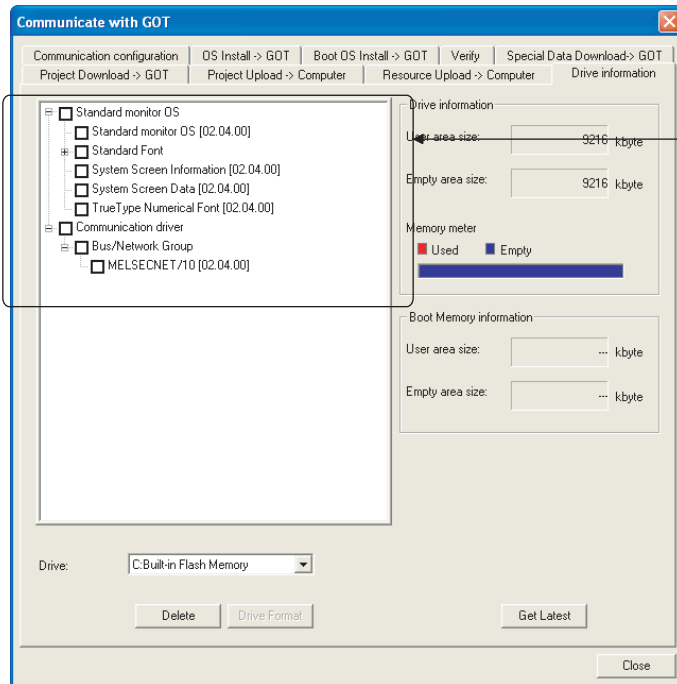 Communicate with GOT
Communication configuration OS Install -> GOT Boot OS Install -> GOT Verify Special Data Download-> GOT
Project Download -> GOT Project Upload -> Computer Resource Upload -> Computer Drive information
Standard monitor OS
Standard monitor OS [02.04.00]
Standard Font
System Screen Information [02.04.00]
System Screen Data [02.04.00]
TrueType Numerical Font [02.04.00]
Communication driver
Bus/Network Group
MELSECNET/10 [02.04.00]
Drive information
User area size: 9216 kbyte
Empty area size: 9216 kbyte
Memory meter
Used Empty
Boot Memory information
User area size: --- kbyte
Empty area size: --- kbyte
Drive: C:Built-in Flash Memory
Delete Drive Format Get Latest
Close